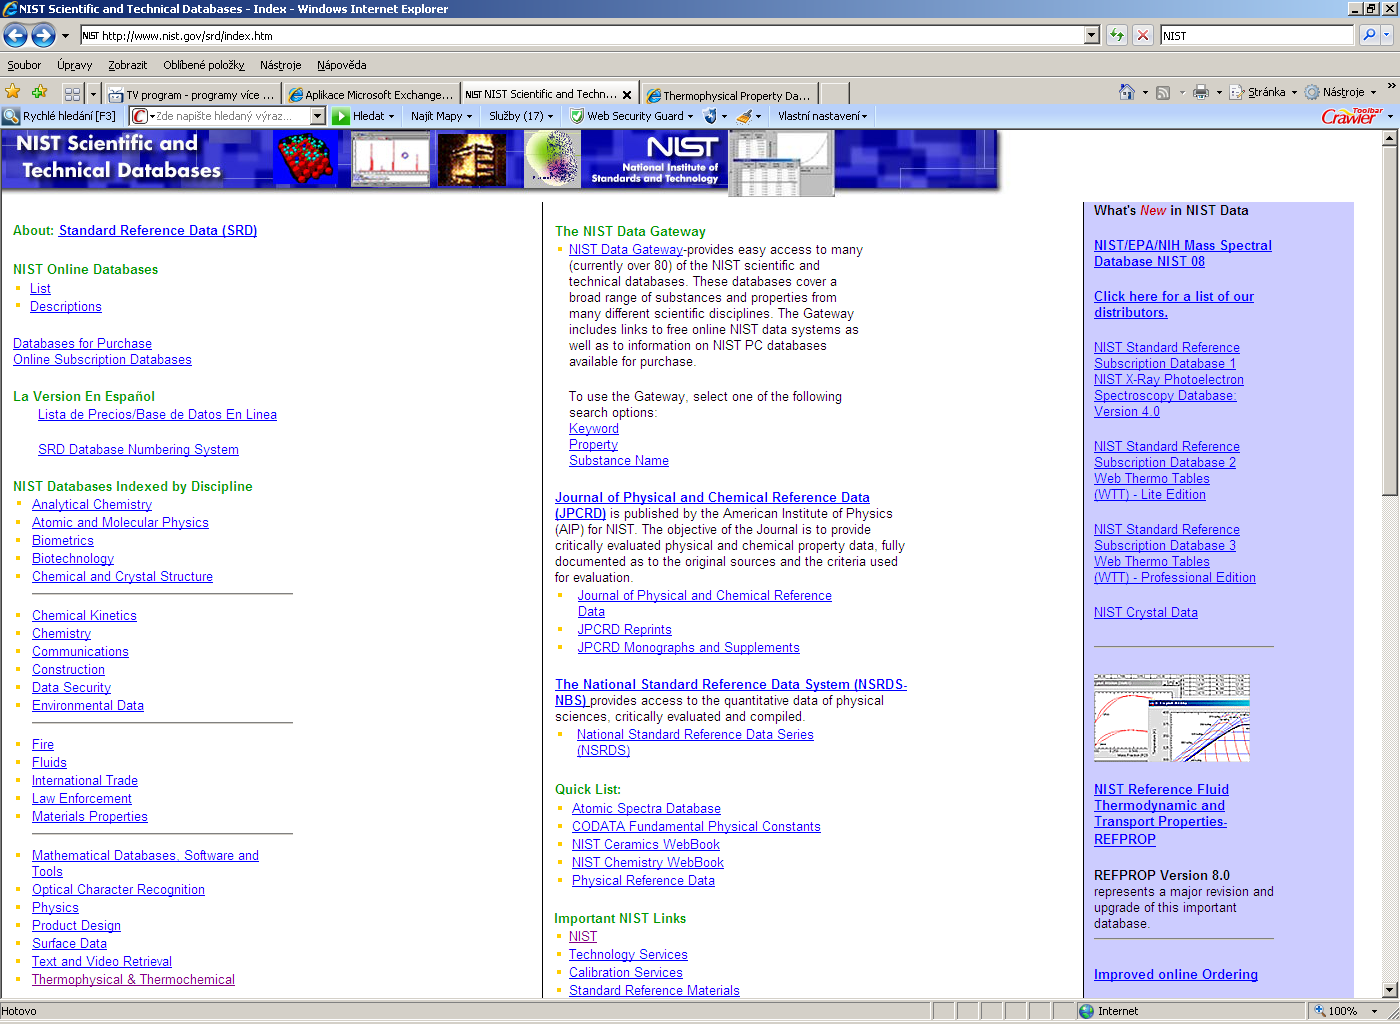 NIST Scientific and Technical Databases - Index - Windows Internet Explorer
NIST http://www.nist.gov/srd/index.htm
NIST
Soubor Úpravy Zobrazit Oblíbené položky Nástroje Nápověda
TV program - programy více ...
Aplikace Microsoft Exchange...
NIST NIST Scientific and Techn...
Thermophysical Property Da...
Stránka
Nástroje
Rychlé hledání [F3]
Zde napište hledaný výraz...
Hledat
Najít Mapy
Služby (17)
Web Security Guard
Vlastní nastavení
Crawler Toolbar
NIST Scientific and
Technical Databases
NIST
National Institute of
Standards and Technology
About: Standard Reference Data (SRD)
NIST Online Databases
List
Descriptions
Databases for Purchase
Online Subscription Databases
La Version En Español
Lista de Precios/Base de Datos En Linea
SRD Database Numbering System
NIST Databases Indexed by Discipline
Analytical Chemistry
Atomic and Molecular Physics
Biometrics
Biotechnology
Chemical and Crystal Structure
Chemical Kinetics
Chemistry
Communications
Construction
Data Security
Environmental Data
Fire
Fluids
International Trade
Law Enforcement
Materials Properties
Mathematical Databases, Software and
Tools
Optical Character Recognition
Physics
Product Design
Surface Data
Text and Video Retrieval
Thermophysical & Thermochemical
The NIST Data Gateway
NIST Data Gateway-provides easy access to many
(currently over 80) of the NIST scientific and
technical databases. These databases cover a
broad range of substances and properties from
many different scientific disciplines. The Gateway
includes links to free online NIST data systems as
well as to information on NIST PC databases
available for purchase.
To use the Gateway, select one of the following
search options:
Keyword
Property
Substance Name
Journal of Physical and Chemical Reference Data
(JPCRD) is published by the American Institute of Physics
(AIP) for NIST. The objective of the Journal is to provide
critically evaluated physical and chemical property data, fully
documented as to the original sources and the criteria used
for evaluation.
Journal of Physical and Chemical Reference
Data
JPCRD Reprints
JPCRD Monographs and Supplements
The National Standard Reference Data System (NSRDS-
NBS) provides access to the quantitative data of physical
sciences, critically evaluated and compiled.
National Standard Reference Data Series
(NSRDS)
Quick List:
Atomic Spectra Database
CODATA Fundamental Physical Constants
NIST Ceramics WebBook
NIST Chemistry WebBook
Physical Reference Data
Important NIST Links
NIST
Technology Services
Calibration Services
Standard Reference Materials
What's New in NIST Data
NIST/EPA/NIH Mass Spectral
Database NIST 08
Click here for a list of our
distributors.
NIST Standard Reference
Subscription Database 1
NIST X-Ray Photoelectron
Spectroscopy Database:
Version 4.0
NIST Standard Reference
Subscription Database 2
Web Thermo Tables
(WTT) - Lite Edition
NIST Standard Reference
Subscription Database 3
Web Thermo Tables
(WTT) - Professional Edition
NIST Crystal Data
NIST Reference Fluid
Thermodynamic and
Transport Properties-
REFPROP
REFPROP Version 8.0
represents a major revision and
upgrade of this important
database.
Improved online Ordering
Hotovo
Internet
100%